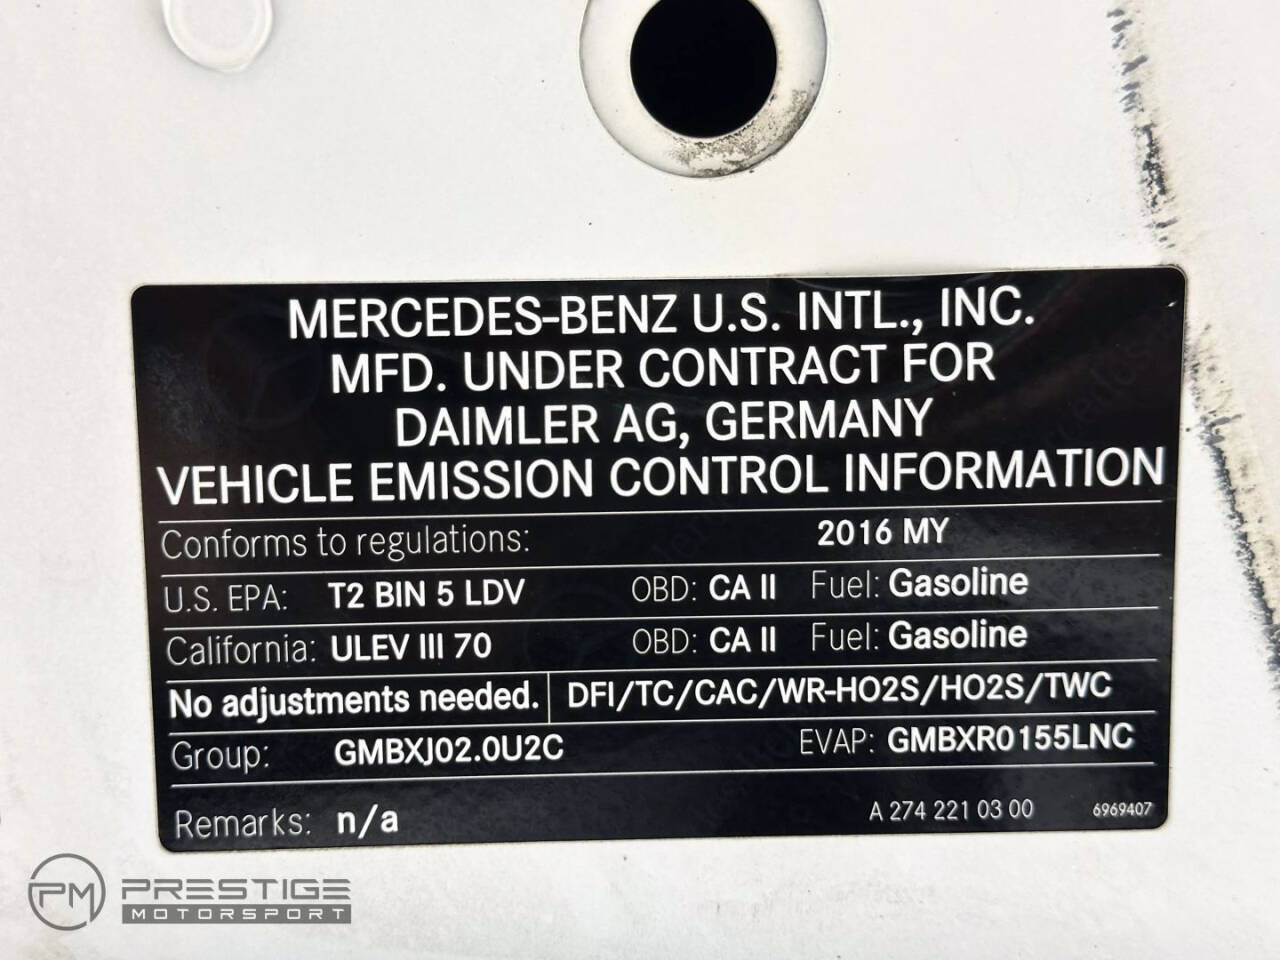 MERCEDES-BENZ U.S. INTL., INC.
MFD. UNDER CONTRACT FOR
DAIMLER AG, GERMANY
VEHICLE EMISSION CONTROL INFORMATION
Conforms to regulations: 2016 MY
U.S. EPA: T2 BIN 5 LDV OBD: CA II Fuel: Gasoline
California: ULEV III 70 OBD: CA II Fuel: Gasoline
No adjustments needed. DFI/TC/CAC/WR-HO2S/HO2S/TWC
Group: GMBXJ02.0U2C EVAP: GMBXR0155LNC
Remarks: n/a A 274 221 03 00 6969407
PM PRESTIGE
MOTORSPORT